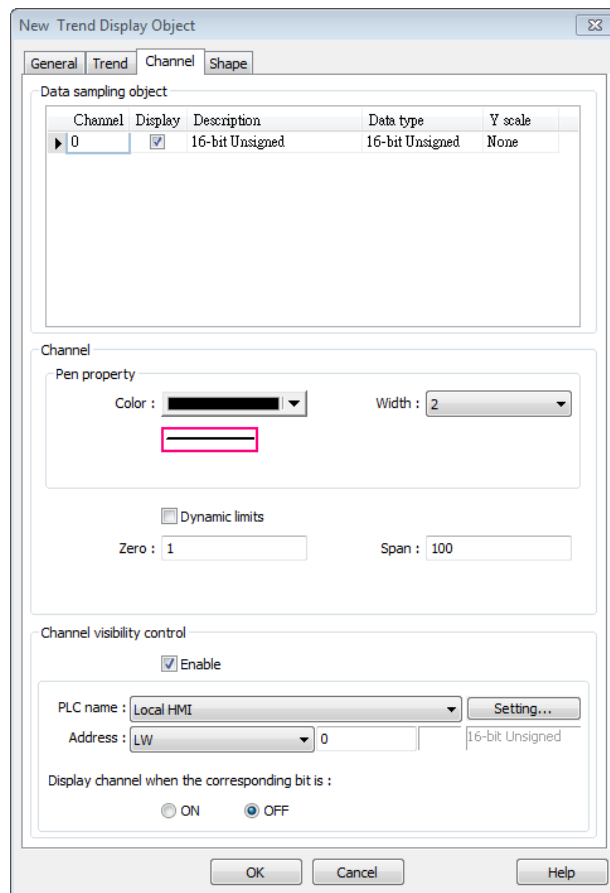 New Trend Display Object
General Trend Channel Shape
Data sampling object
Channel Display Description Data type Y scale
0 16-bit Unsigned 16-bit Unsigned None
Channel
Pen property
Color : Width : 2
Dynamic limits
Zero : 1 Span : 100
Channel visibility control
Enable
PLC name : Local HMI Setting...
Address : LW 0 16-bit Unsigned
Display channel when the corresponding bit is :
ON OFF
OK Cancel Help